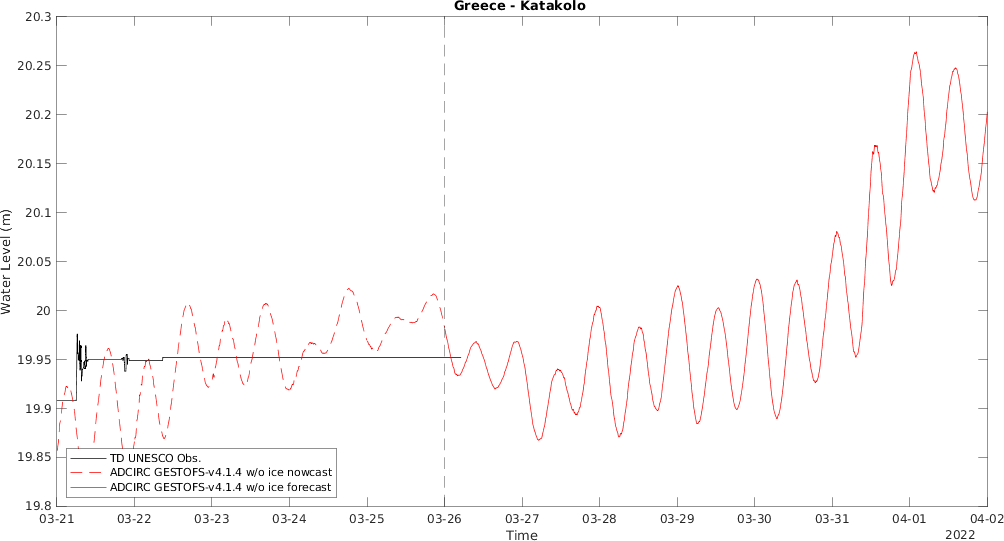 Greece - Katakolo
20.3
20.25
20.2
20.15
20.1
20.05
20
19.95
19.9
19.85
19.8
Water Level (m)
TD UNESCO Obs.
ADCIRC GESTOFS-v4.1.4 w/o ice nowcast
ADCIRC GESTOFS-v4.1.4 w/o ice forecast
03-21 03-22 03-23 03-24 03-25 03-26 03-27 03-28 03-29 03-30 03-31 04-01 04-02
Time
2022